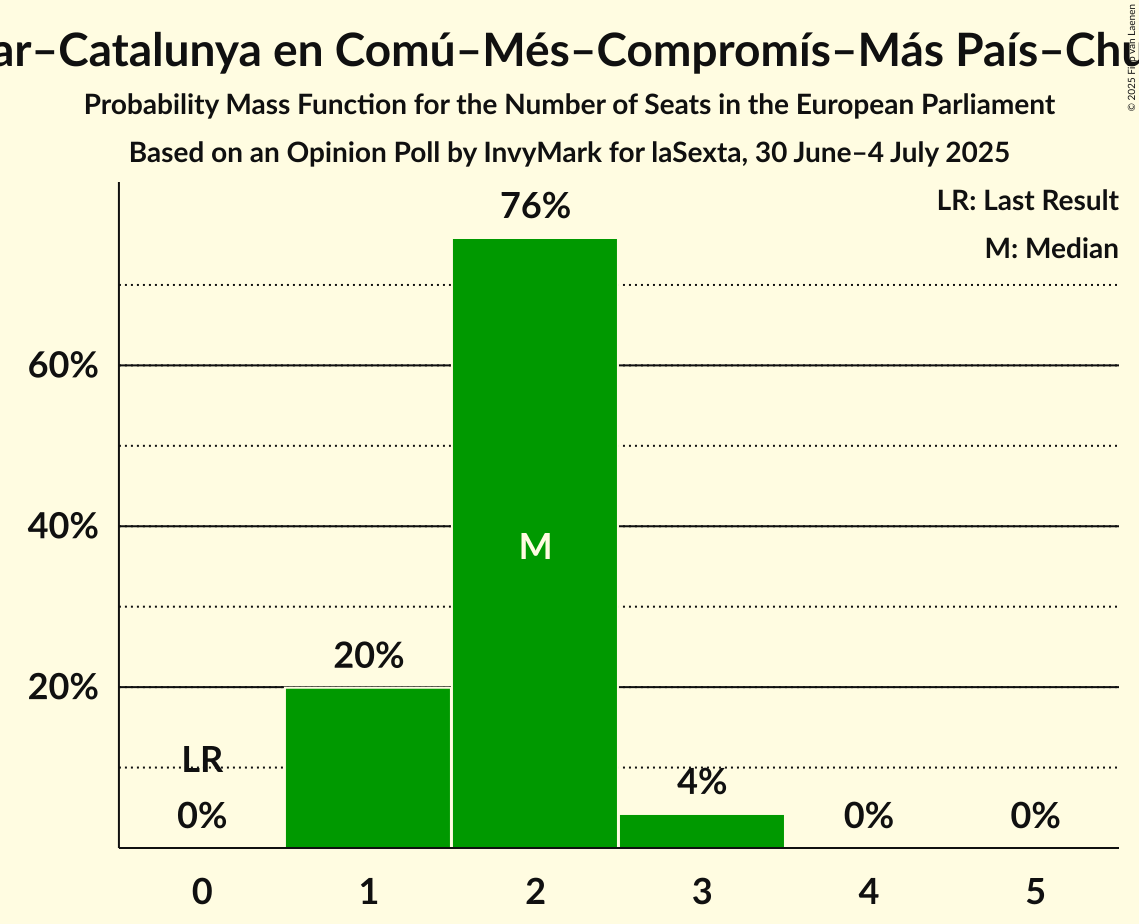 ar–Catalunya en Comú–Més–Compromís–Más País–Chu
© 2025 Filip van Laenen
Probability Mass Function for the Number of Seats in the European Parliament
Based on an Opinion Poll by InvyMark for laSexta, 30 June–4 July 2025
LR: Last Result
M: Median
76%
60%
40%
M
20%
20%
LR
4%
0%
0%
0%
0 1 2 3 4 5